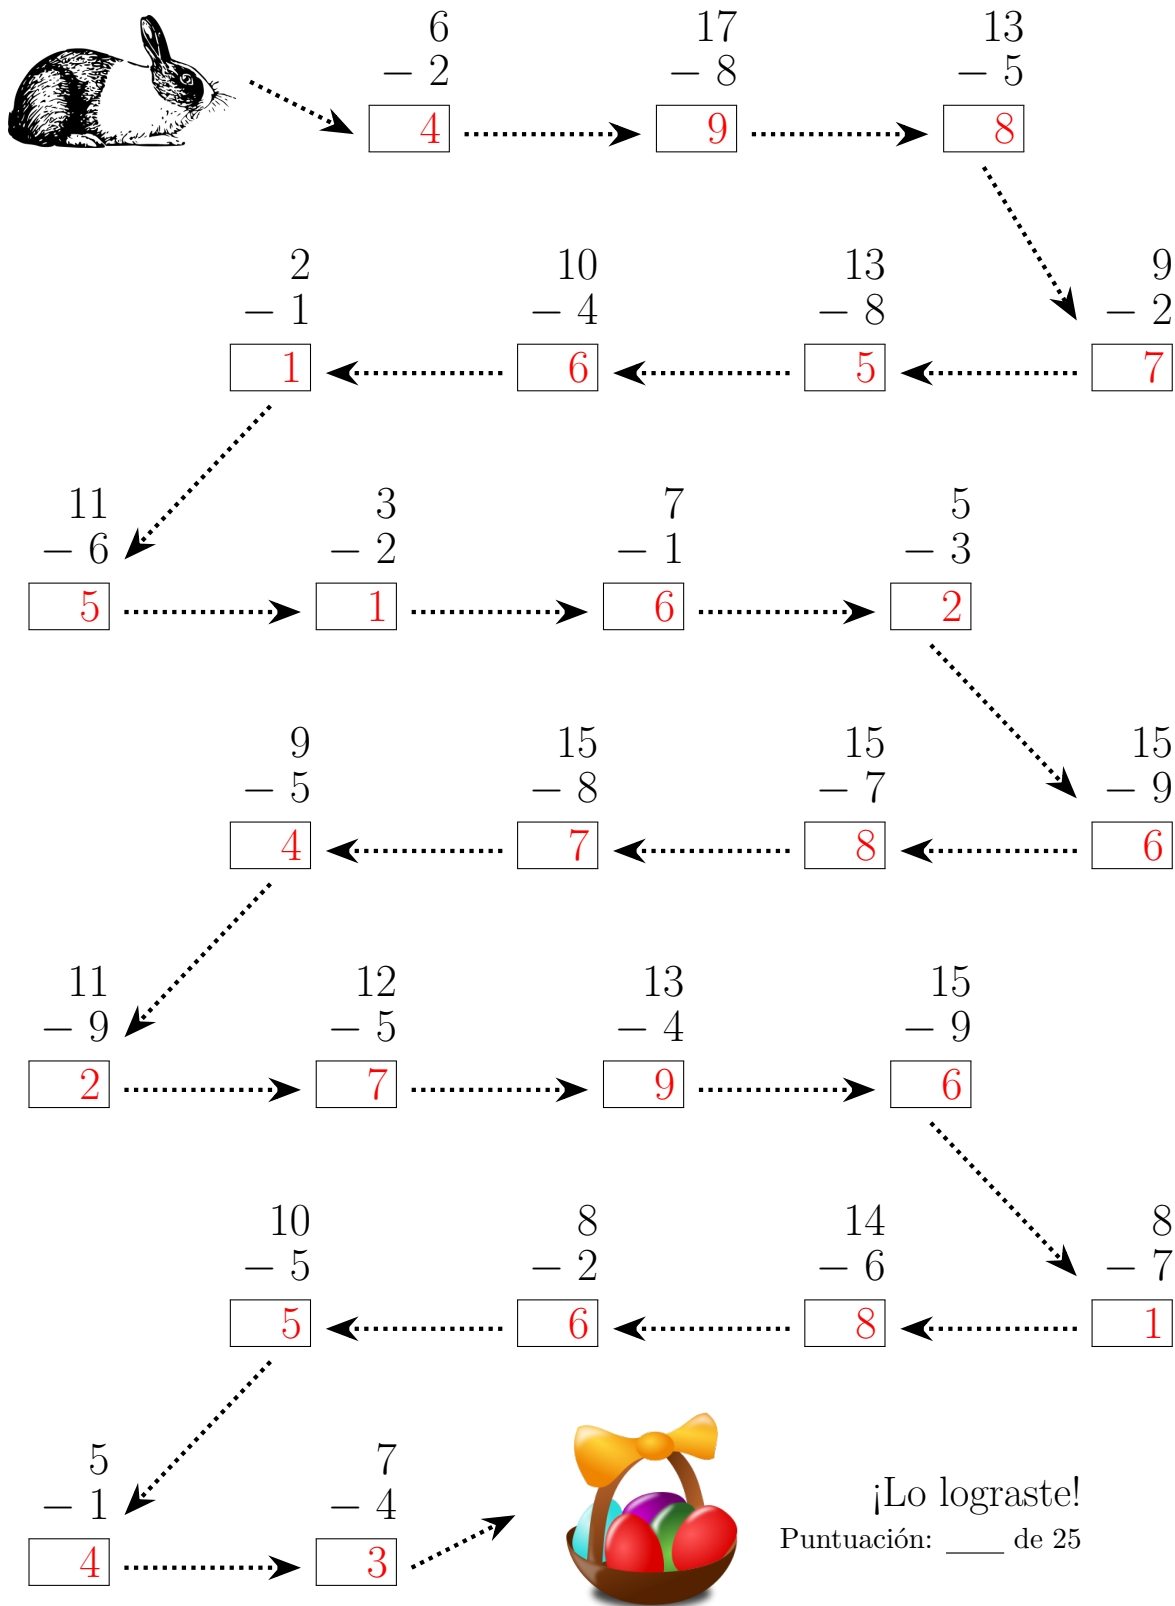 6 17 13
− 2 − 8 − 5
4 9 8
2 10 13 9
− 1 − 4 − 8 − 2
1 6 5 7
11 3 7 5
− 6 − 2 − 1 − 3
5 1 6 2
9 15 15 15
− 5 − 8 − 7 − 9
4 7 8 6
11 12 13 15
− 9 − 5 − 4 − 9
2 7 9 6
10 8 14 8
− 5 − 2 − 6 − 7
5 6 8 1
5 7
− 1 − 4
4 3
¡Lo lograste!
Puntuación: ____ de 25